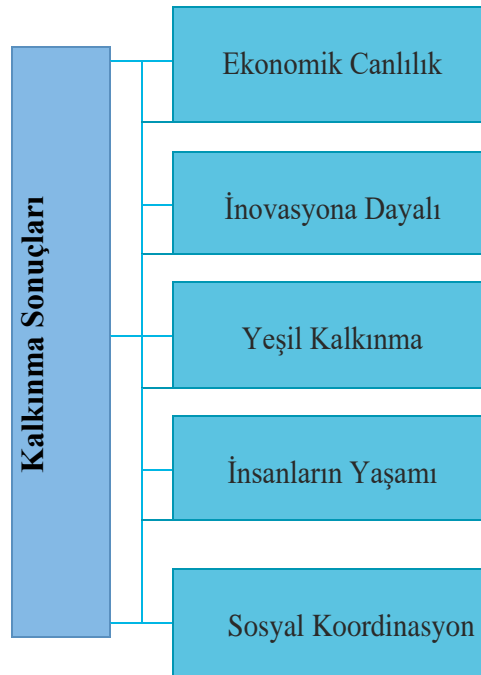 Kalkınma Sonuçları
Ekonomik Canlılık
İnovasyona Dayalı
Yeşil Kalkınma
İnsanların Yaşamı
Sosyal Koordinasyon